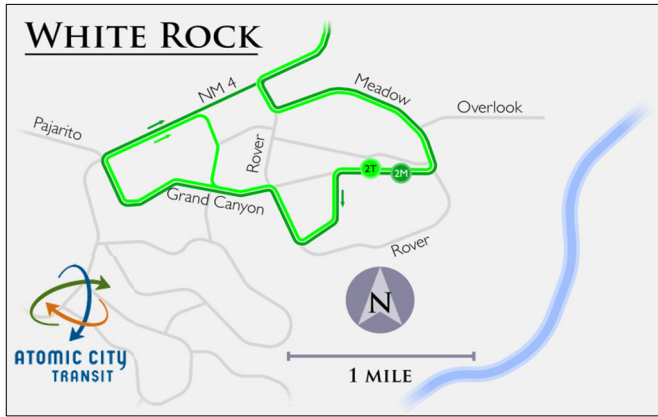 WHITE ROCK
NM 4
Meadow
Overlook
Pajarito
Rover
2T
2M
Grand Canyon
Rover
N
ATOMIC CITY
TRANSIT
1 MILE